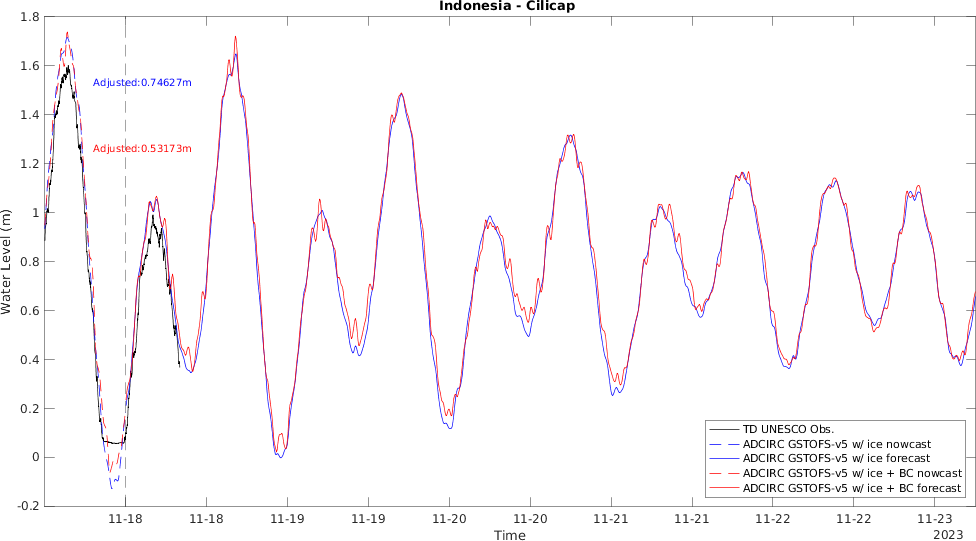 Indonesia - Cilicap
1.8
1.6
1.4
1.2
1
0.8
0.6
0.4
0.2
0
-0.2
Water Level (m)
Adjusted:0.74627m
Adjusted:0.53173m
TD UNESCO Obs.
ADCIRC GSTOFS-v5 w/ ice nowcast
ADCIRC GSTOFS-v5 w/ ice forecast
ADCIRC GSTOFS-v5 w/ ice + BC nowcast
ADCIRC GSTOFS-v5 w/ ice + BC forecast
11-18 11-18 11-19 11-19 11-20 11-20 11-21 11-21 11-22 11-22 11-23
Time
2023